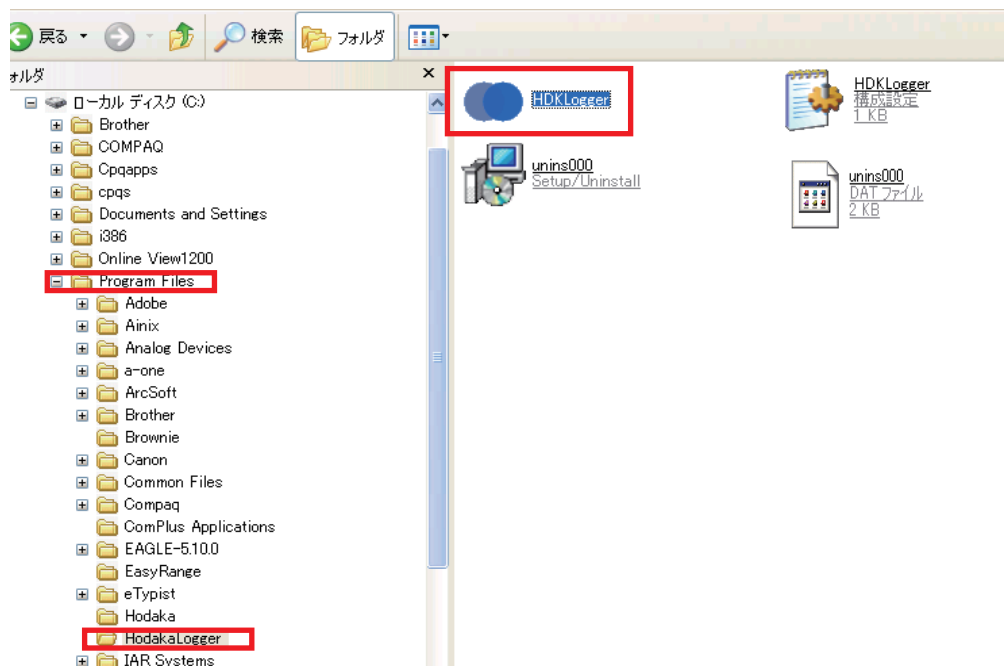 戻る
検索
フォルダ
ォルダ
×
ローカル ディスク (C:)
Brother
COMPAQ
Cpqapps
cpqs
Documents and Settings
i386
Online View1200
Program Files
Adobe
Ainix
Analog Devices
a-one
ArcSoft
Brother
Brownie
Canon
Common Files
Compaq
ComPlus Applications
EAGLE-5.10.0
EasyRange
eTypist
Hodaka
HodakaLogger
IAR Systems
HDKLogger
HDKLogger
構成設定
1 KB
unins000
Setup/Uninstall
unins000
DAT ファイル
2 KB